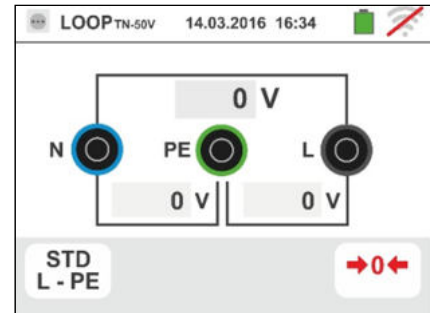 LOOP TN-50V 14.03.2016 16:34
0 V
N PE L
0 V 0 V
STD
L - PE
→0←